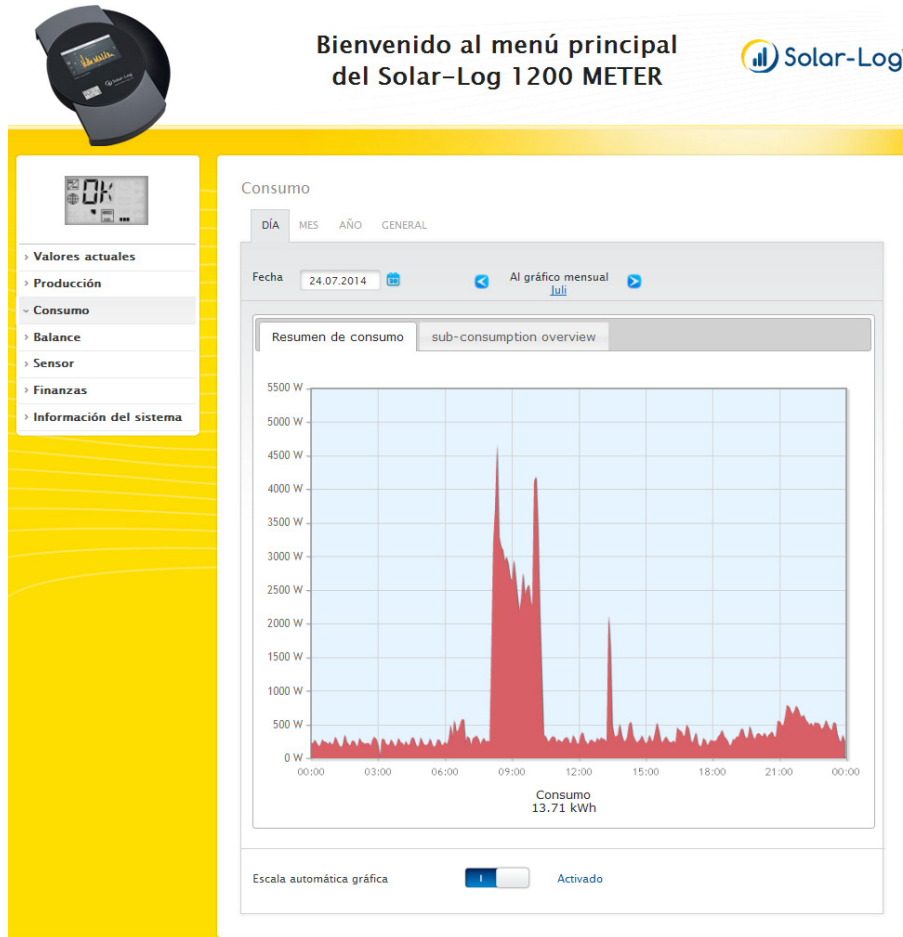 Bienvenido al menú principal
del Solar-Log 1200 METER
Solar-Log
OK
Valores actuales
Producción
Consumo
Balance
Sensor
Finanzas
Información del sistema
Consumo
DÍA MES AÑO GENERAL
Fecha 24.07.2014 Al gráfico mensual
Juli
Resumen de consumo sub-consumption overview
5500 W
5000 W
4500 W
4000 W
3500 W
3000 W
2500 W
2000 W
1500 W
1000 W
500 W
0 W
00:00 03:00 06:00 09:00 12:00 15:00 18:00 21:00 00:00
Consumo
13.71 kWh
Escala automática gráfica I Activado